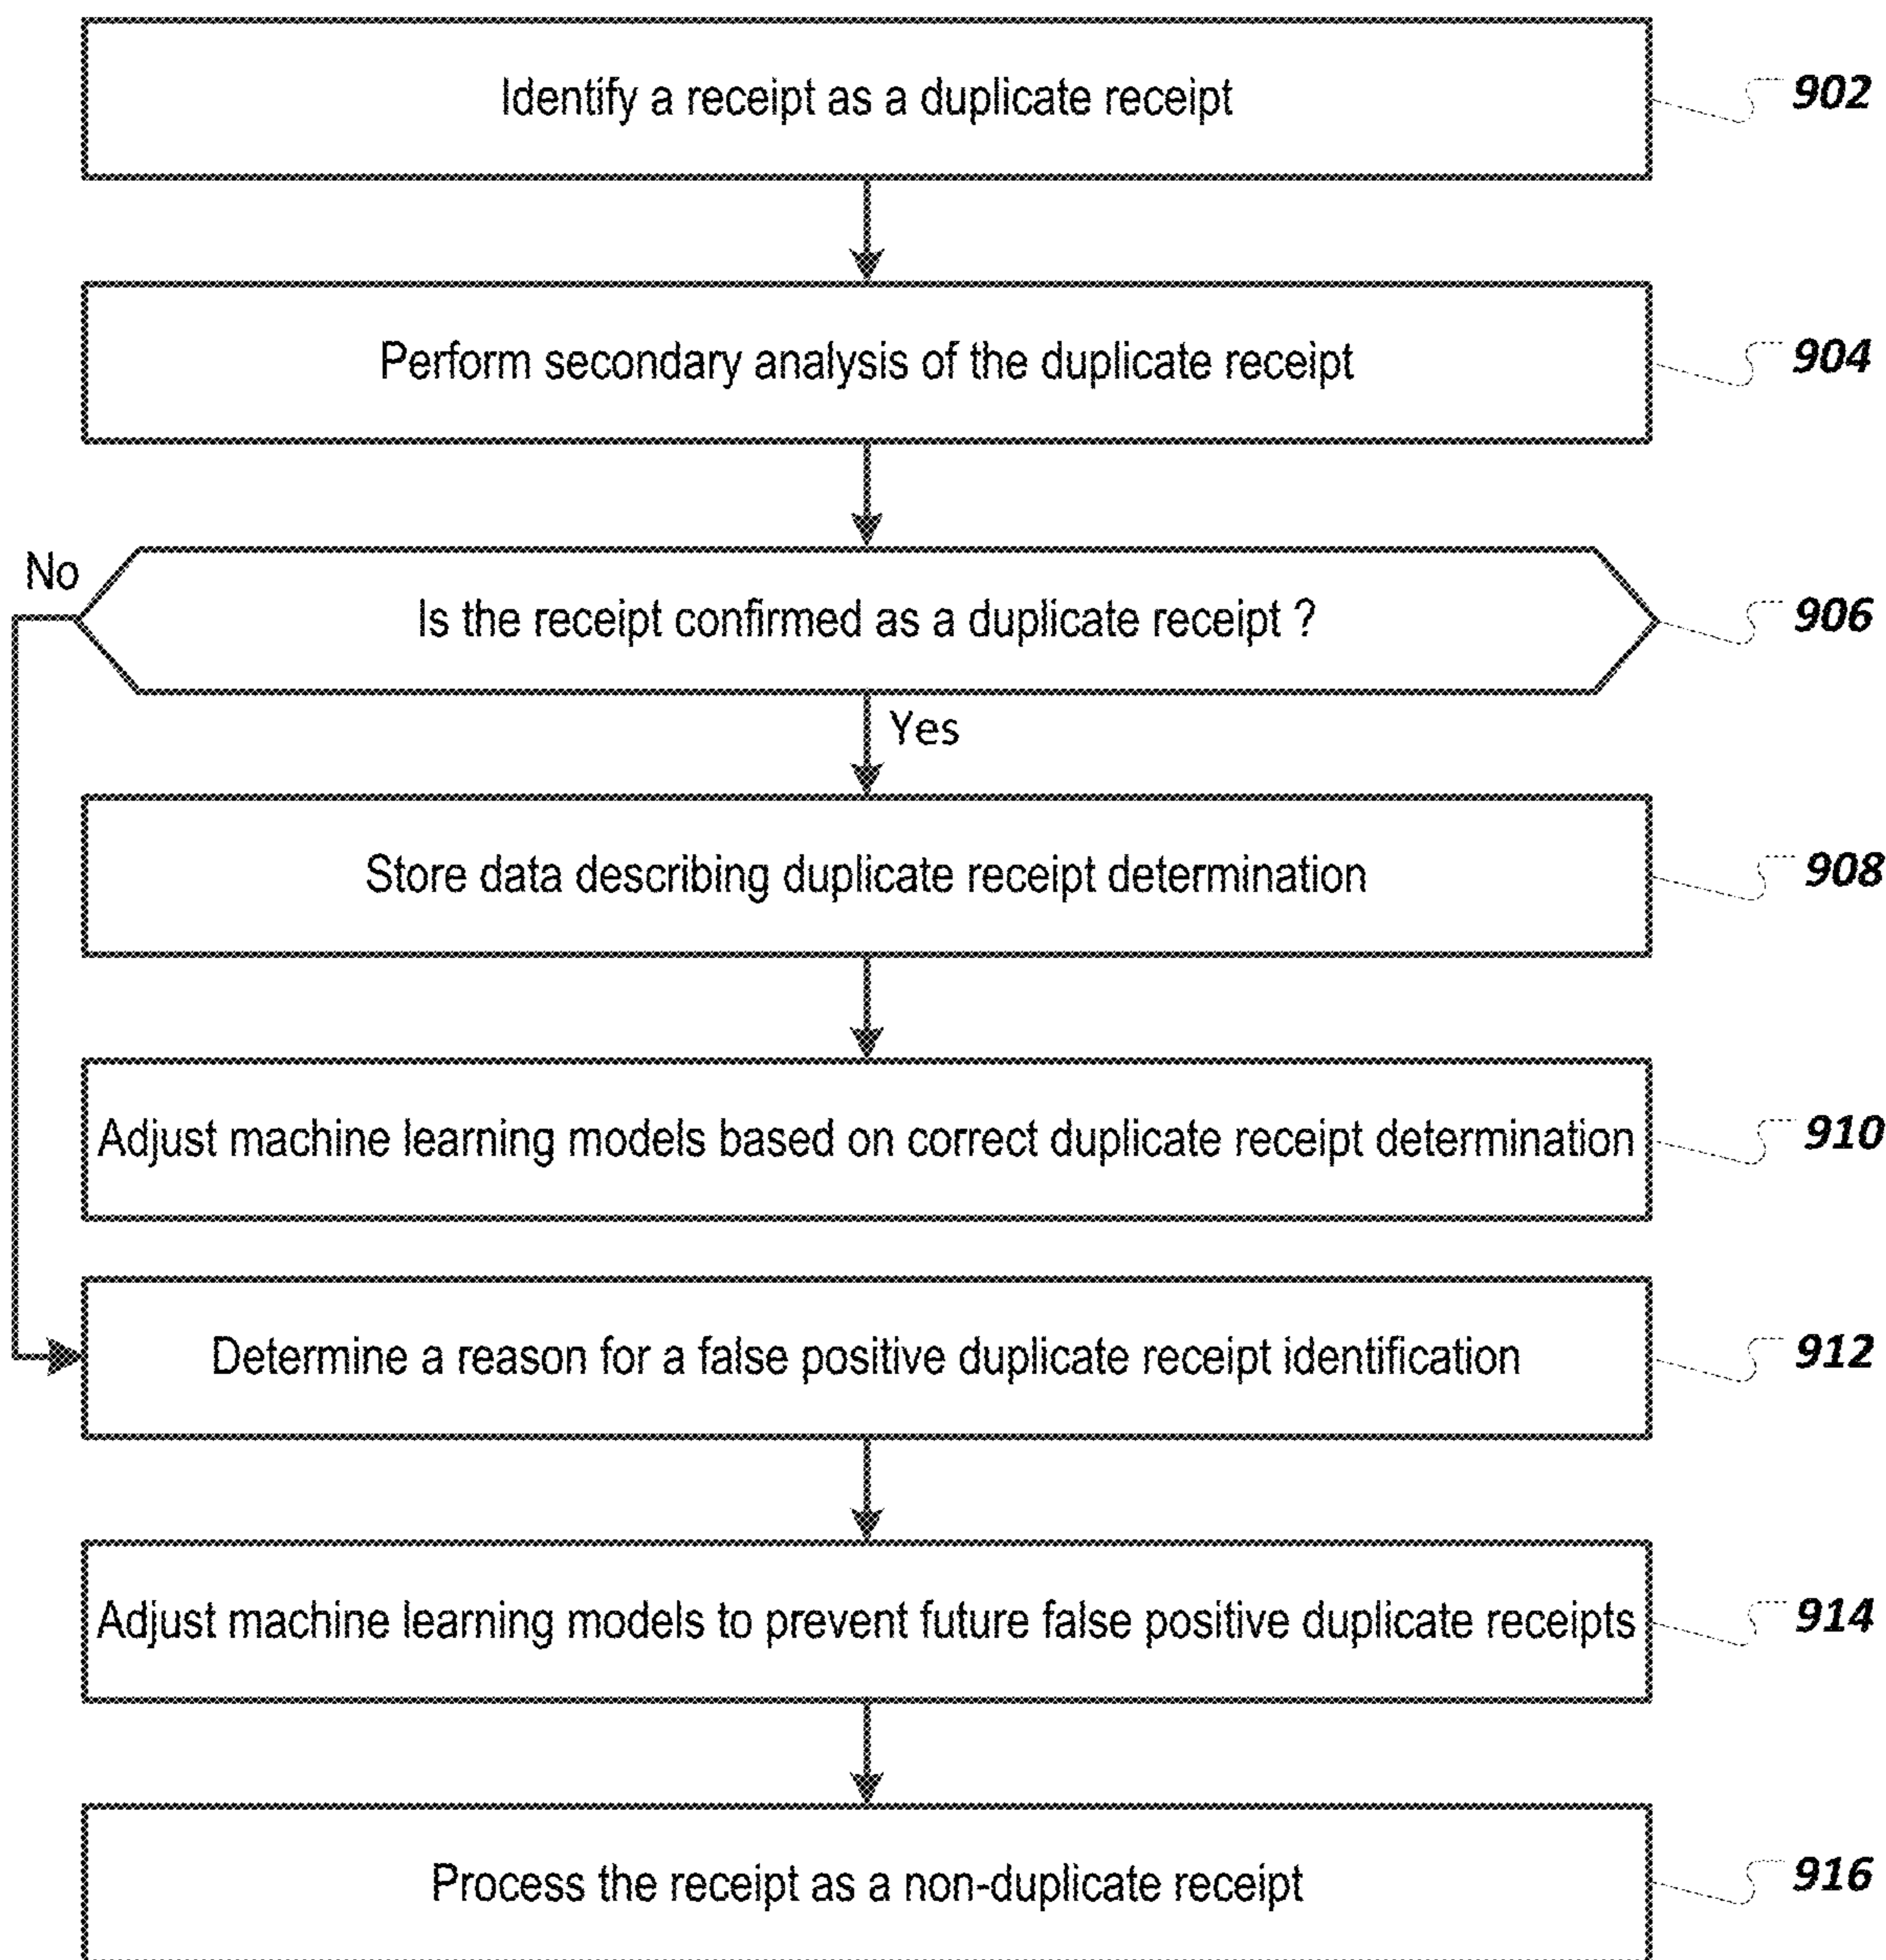 Identify a receipt as a duplicate receipt
902
Perform secondary analysis of the duplicate receipt
904
No
Is the receipt confirmed as a duplicate receipt ?
906
Yes
Store data describing duplicate receipt determination
908
Adjust machine learning models based on correct duplicate receipt determination
910
Determine a reason for a false positive duplicate receipt identification
912
Adjust machine learning models to prevent future false positive duplicate receipts
914
Process the receipt as a non-duplicate receipt
916